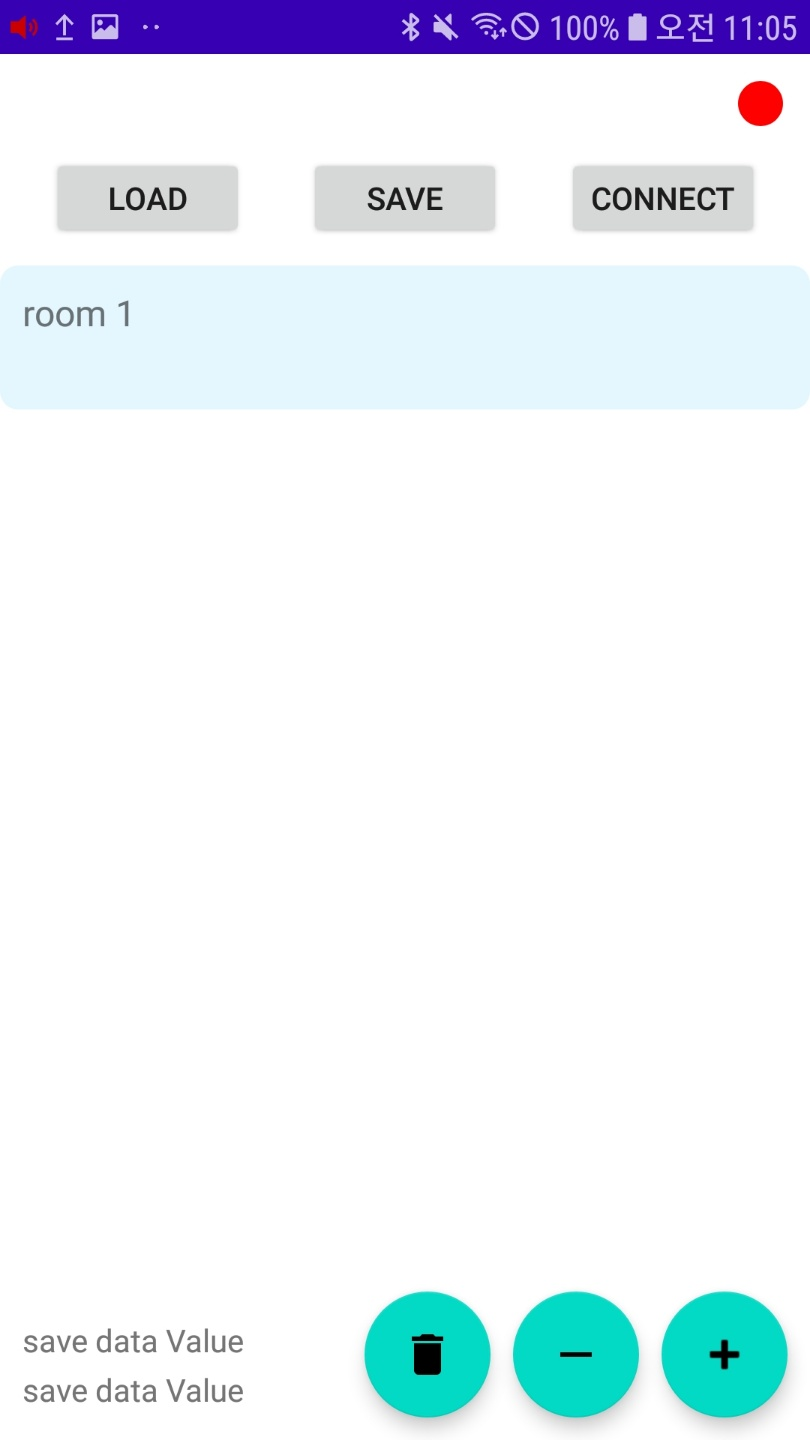 100% 오전 11:05
LOAD SAVE CONNECT
room 1
save data Value
save data Value